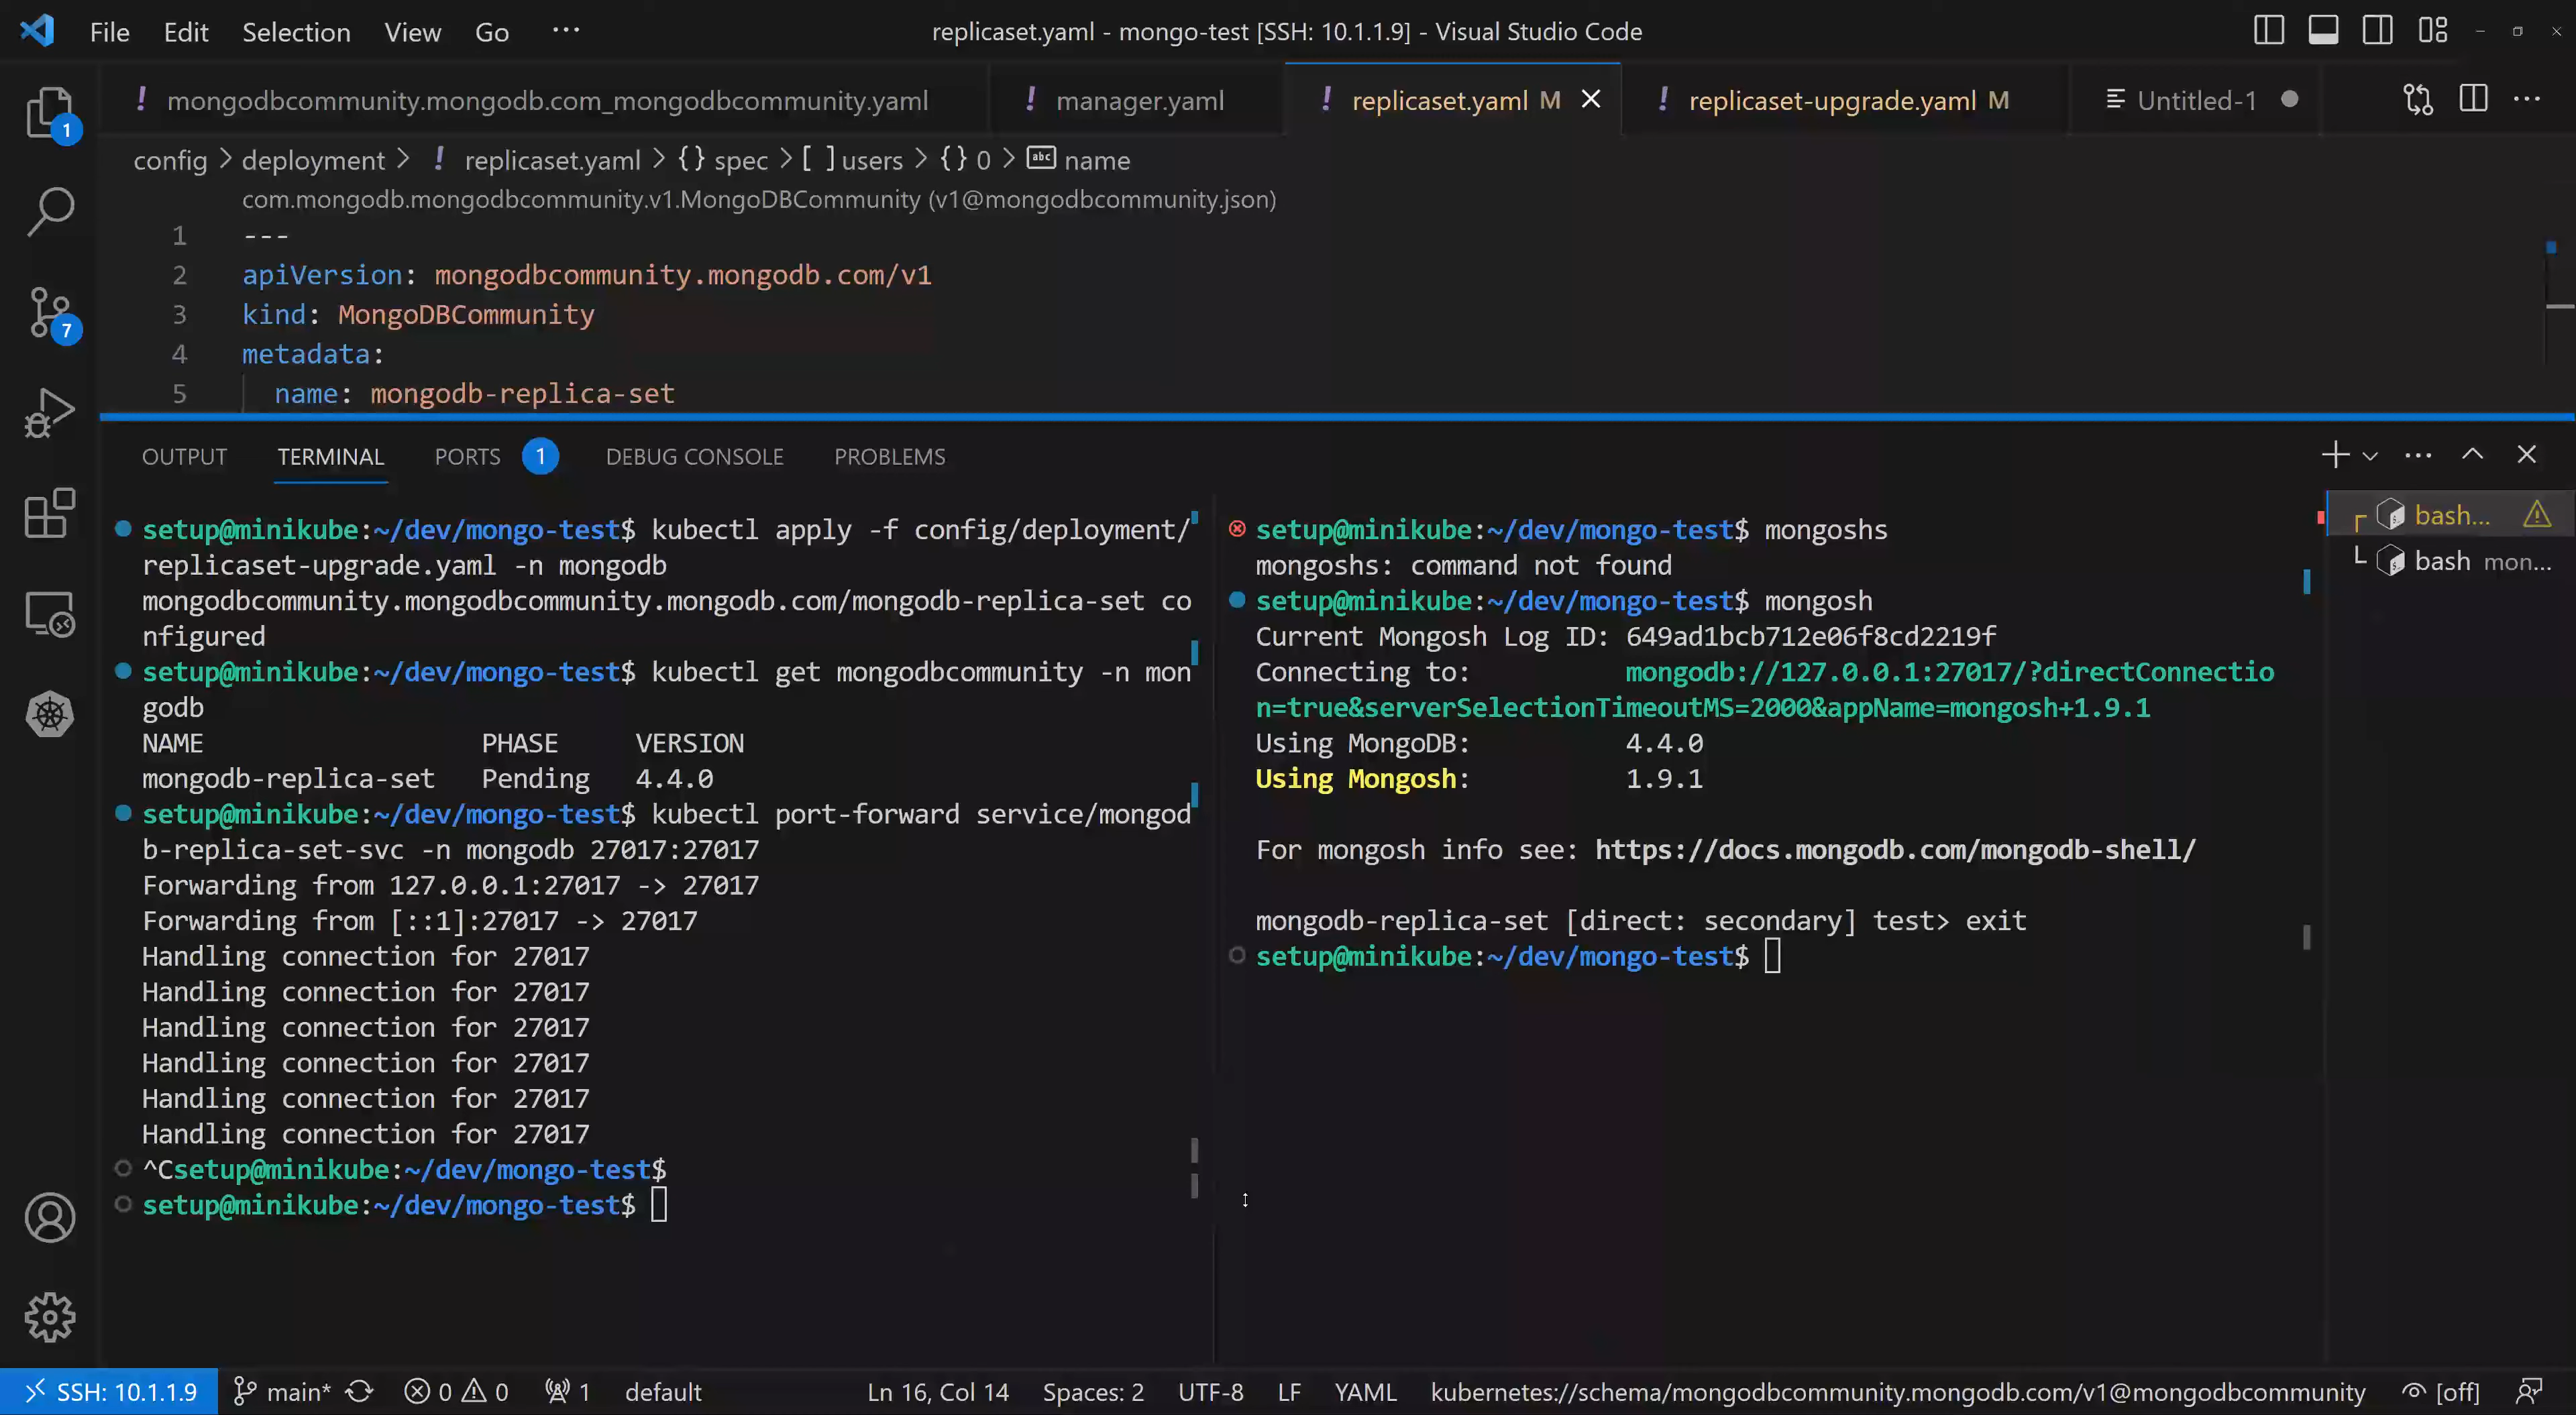 File Edit Selection View Go ···
replicaset.yaml - mongo-test [SSH: 10.1.1.9] - Visual Studio Code
! mongodbcommunity.mongodb.com_mongodbcommunity.yaml
! manager.yaml
! replicaset.yaml M
! replicaset-upgrade.yaml M
Untitled-1
1
7
config > deployment > ! replicaset.yaml > {} spec > [ ] users > {} 0 > abc name
com.mongodb.mongodbcommunity.v1.MongoDBCommunity (v1@mongodbcommunity.json)
1 ---
2 apiVersion: mongodbcommunity.mongodb.com/v1
3 kind: MongoDBCommunity
4 metadata:
5 name: mongodb-replica-set
OUTPUT TERMINAL PORTS 1 DEBUG CONSOLE PROBLEMS
setup@minikube:~/dev/mongo-test$ kubectl apply -f config/deployment/
replicaset-upgrade.yaml -n mongodb
mongodbcommunity.mongodbcommunity.mongodb.com/mongodb-replica-set co
nfigured
setup@minikube:~/dev/mongo-test$ kubectl get mongodbcommunity -n mon
godb
NAME PHASE VERSION
mongodb-replica-set Pending 4.4.0
setup@minikube:~/dev/mongo-test$ kubectl port-forward service/mongod
b-replica-set-svc -n mongodb 27017:27017
Forwarding from 127.0.0.1:27017 -> 27017
Forwarding from [::1]:27017 -> 27017
Handling connection for 27017
Handling connection for 27017
Handling connection for 27017
Handling connection for 27017
Handling connection for 27017
Handling connection for 27017
^Csetup@minikube:~/dev/mongo-test$
setup@minikube:~/dev/mongo-test$
setup@minikube:~/dev/mongo-test$ mongoshs
mongoshs: command not found
setup@minikube:~/dev/mongo-test$ mongosh
Current Mongosh Log ID: 649ad1bcb712e06f8cd2219f
Connecting to: mongodb://127.0.0.1:27017/?directConnectio
n=true&serverSelectionTimeoutMS=2000&appName=mongosh+1.9.1
Using MongoDB: 4.4.0
Using Mongosh: 1.9.1
For mongosh info see: https://docs.mongodb.com/mongodb-shell/
mongodb-replica-set [direct: secondary] test> exit
setup@minikube:~/dev/mongo-test$
bash...
bash mon...
SSH: 10.1.1.9 main* 0 0 1 default Ln 16, Col 14 Spaces: 2 UTF-8 LF YAML kubernetes://schema/mongodbcommunity.mongodb.com/v1@mongodbcommunity [off]